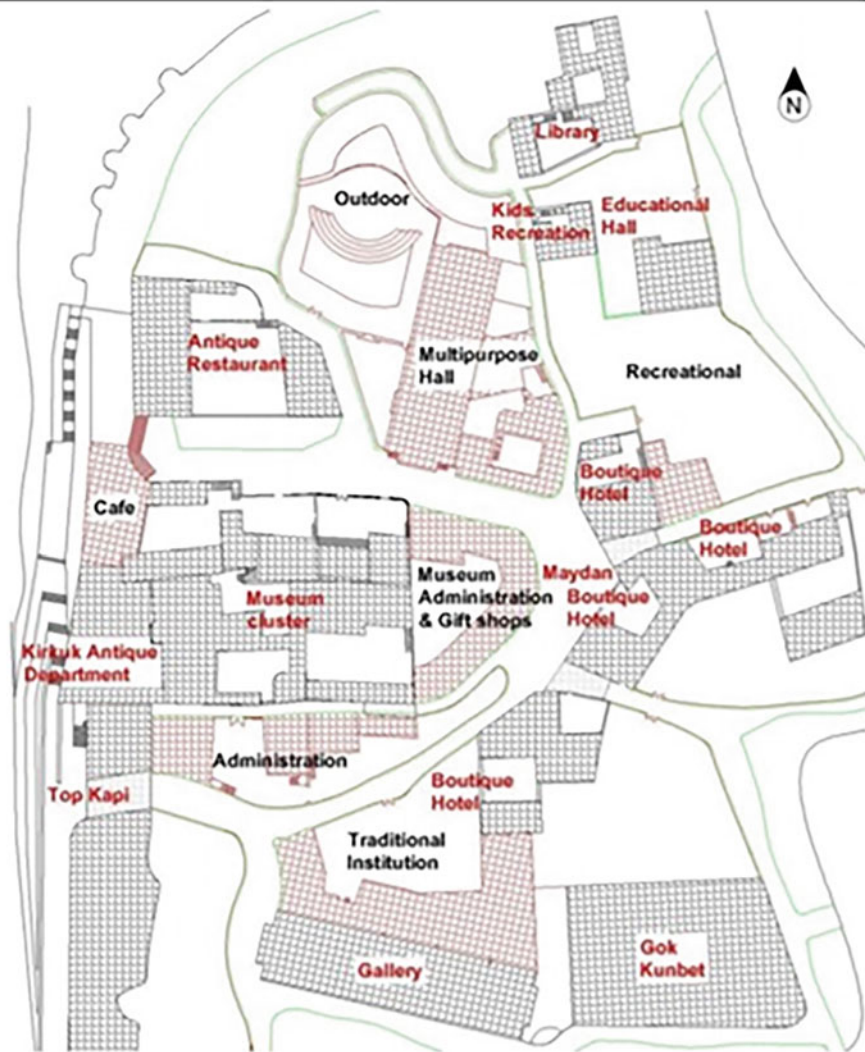 N
Library
Outdoor
Kids
Recreation
Educational
Hall
Antique
Restaurant
Multipurpose
Hall
Recreational
Boutique
Hotel
Cafe
Boutique
Hotel
Museum
Administration
& Gift shops
Maydan
Boutique
Hotel
Museum
cluster
Kirkuk Antique
Department
Administration
Top Kapi
Boutique
Hotel
Traditional
Institution
Gallery
Gok
Kunbet